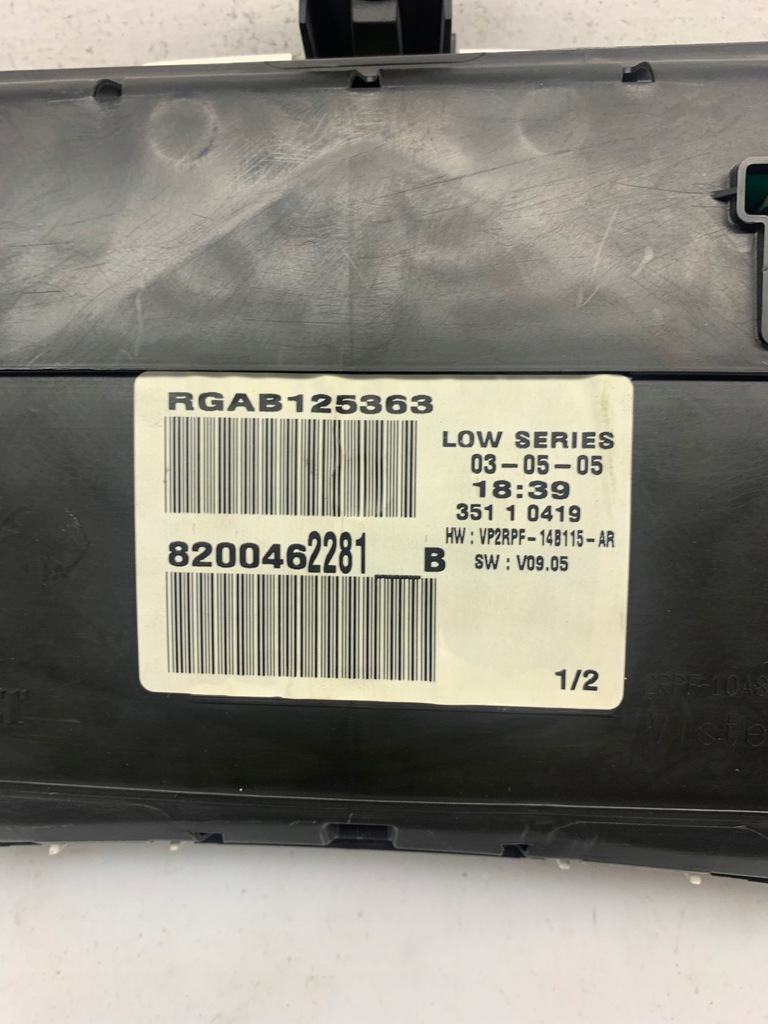 RGAB125363
LOW SERIES
03-05-05
18:39
351 1 0419
HW : VP2RPF-14B115-AR
SW : V09.05
8200462281__B
1/2